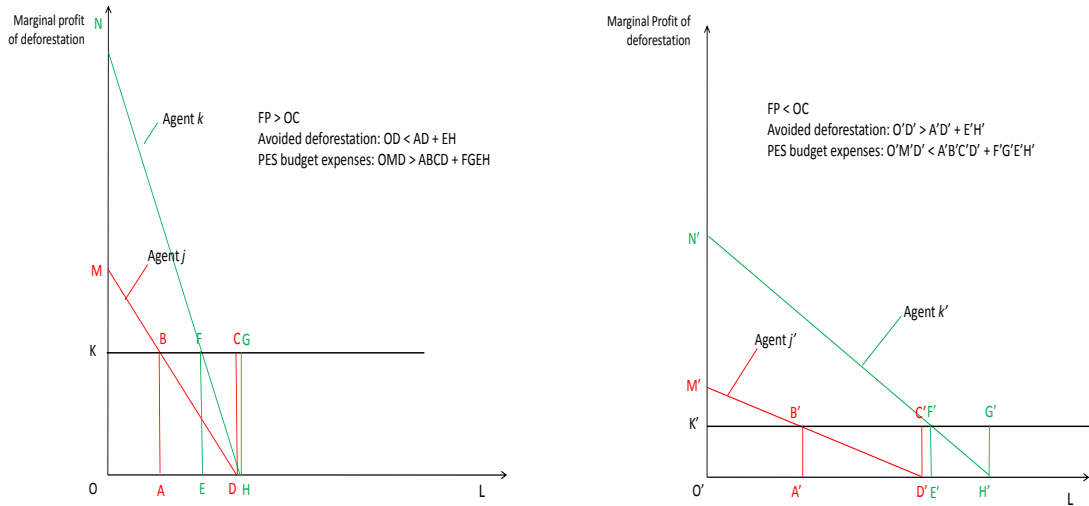 Marginal profit
of deforestation
N
Agent k
FP > OC
Avoided deforestation: OD < AD + EH
PES budget expenses: OMD > ABCD + FGEH
M
Agent j
B
F
C
G
K
O
A
E
D
H
L
Marginal Profit of
deforestation
FP < OC
Avoided deforestation: O'D' > A'D' + E'H'
PES budget expenses: O'M'D' < A'B'C'D' + F'G'E'H'
N'
Agent k'
Agent j'
M'
B'
C'
F'
G'
K'
O'
A'
D'
E'
H'
L